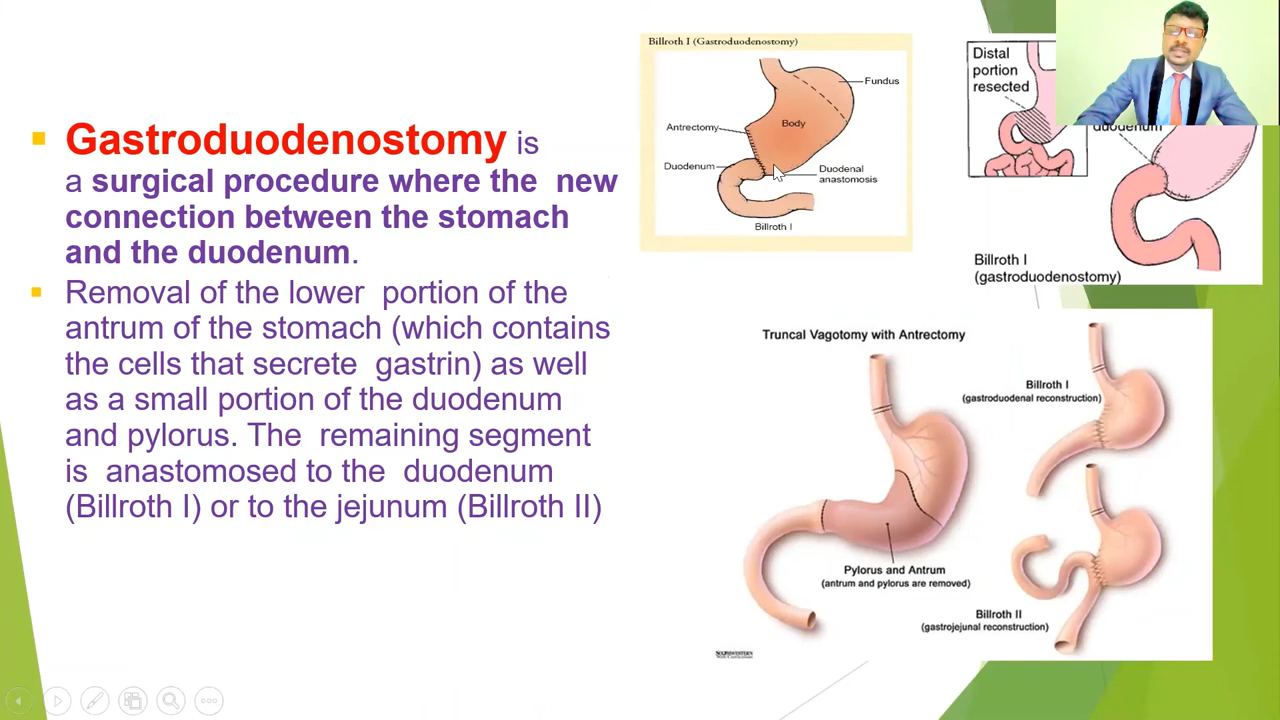 Gastroduodenostomy is
a surgical procedure where the new
connection between the stomach
and the duodenum.
Removal of the lower portion of the
antrum of the stomach (which contains
the cells that secrete gastrin) as well
as a small portion of the duodenum
and pylorus. The remaining segment
is anastomosed to the duodenum
(Billroth I) or to the jejunum (Billroth II)
Billroth I (Gastroduodenostomy)
Fundus
Body
Antrectomy
Duodenum
Duodenal
anastomosis
Billroth I
Distal
portion
resected
duodenum
Billroth I
(gastroduodenostomy)
Truncal Vagotomy with Antrectomy
Billroth I
(gastroduodenal reconstruction)
Pylorus and Antrum
(antrum and pylorus are removed)
Billroth II
(gastrojejunal reconstruction)